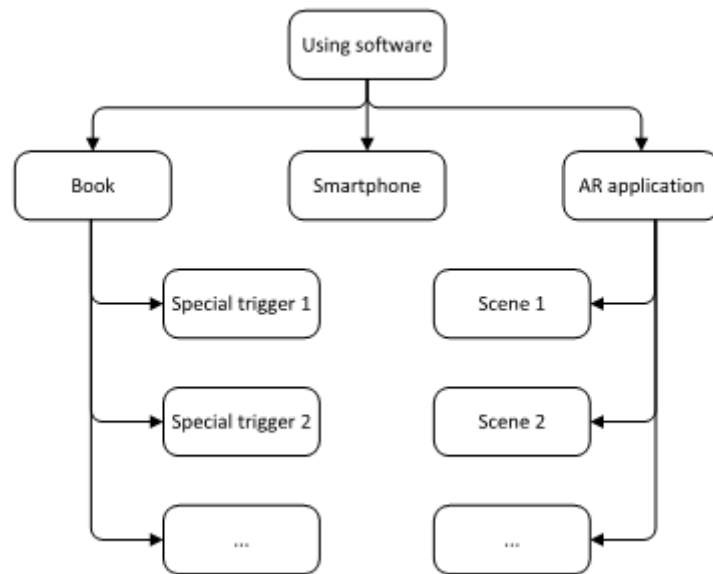 Using software
Book
Smartphone
AR application
Special trigger 1
Scene 1
Special trigger 2
Scene 2
...
...